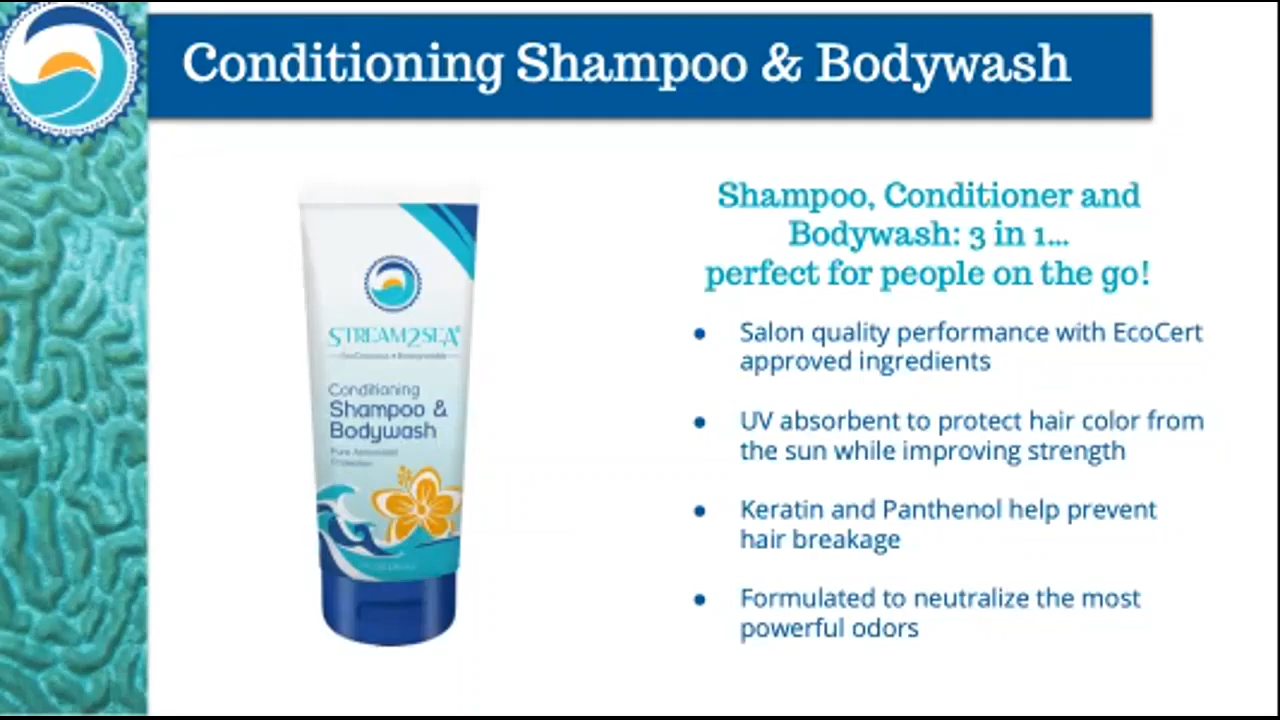 Conditioning Shampoo & Bodywash
Shampoo, Conditioner and
Bodywash: 3 in 1...
perfect for people on the go!
STREAM2SEA
Conditioning
Shampoo &
Bodywash
● Salon quality performance with EcoCert
approved ingredients
● UV absorbent to protect hair color from
the sun while improving strength
● Keratin and Panthenol help prevent
hair breakage
● Formulated to neutralize the most
powerful odors